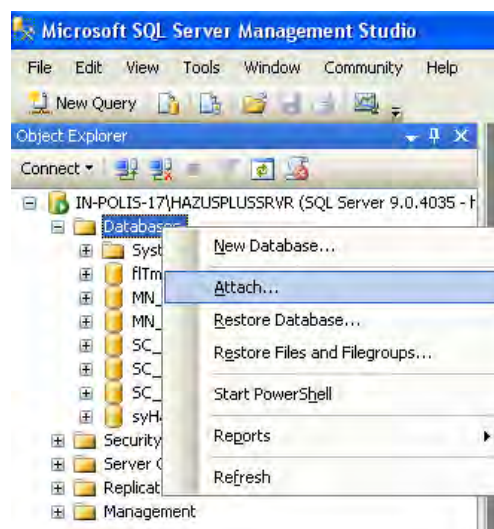 Microsoft SQL Server Management Studio
File Edit View Tools Window Community Help
New Query
Object Explorer
Connect
IN-POLIS-17\HAZUSPLUSSRVR (SQL Server 9.0.4035 -
Databases
Syst
New Database...
flTm
Attach...
MN_
MN_
Restore Database...
SC_
Restore Files and Filegroups...
SC_
SC_
Start PowerShell
syH
Security
Reports
Server
Replicat
Refresh
Management